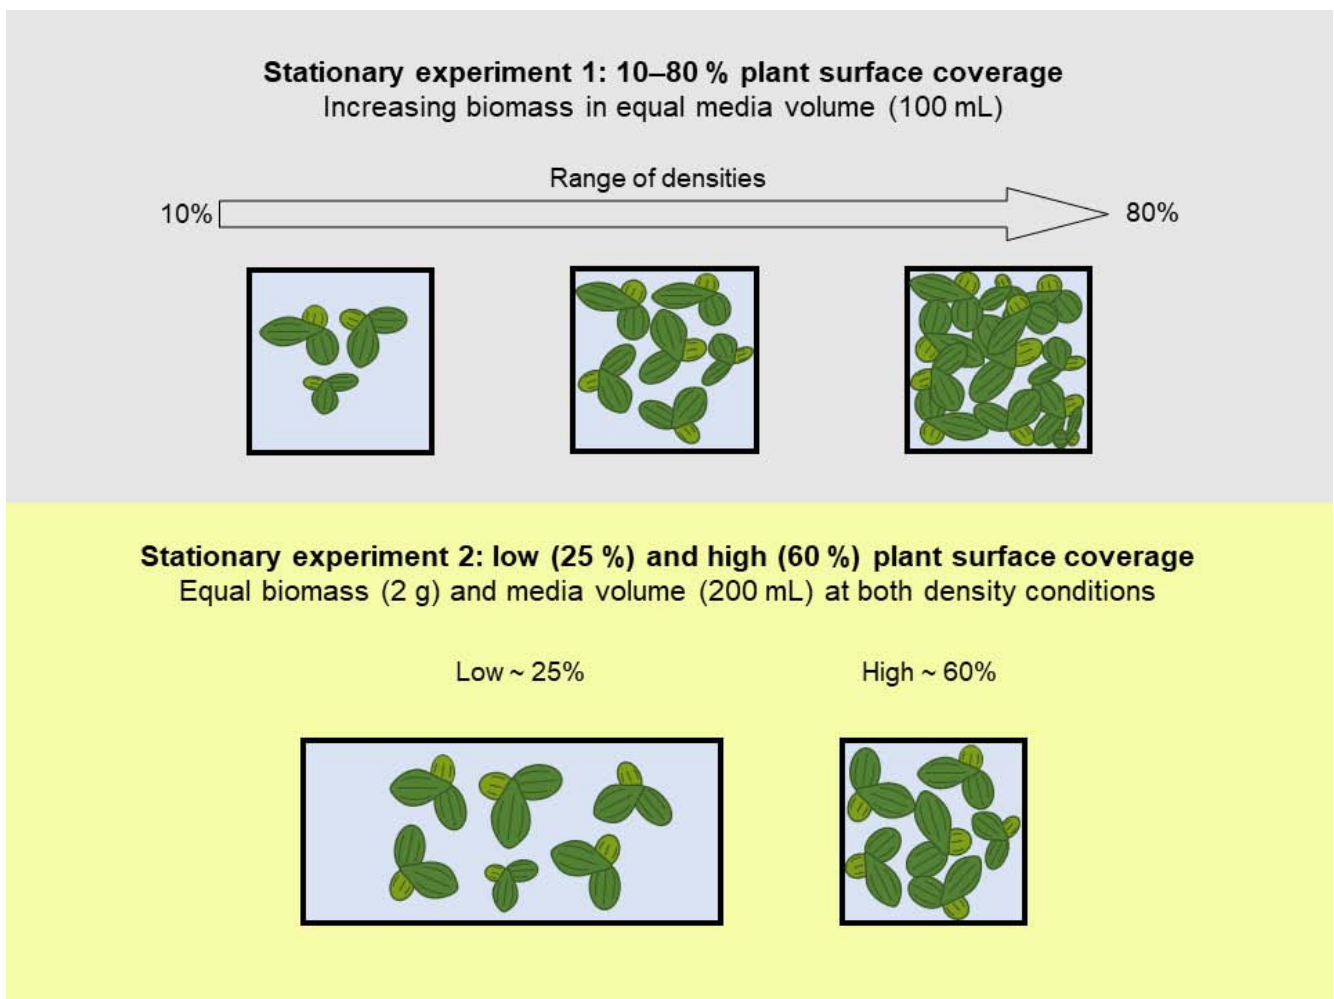 Stationary experiment 1: 10–80 % plant surface coverage
Increasing biomass in equal media volume (100 mL)
Range of densities
10%
80%
Stationary experiment 2: low (25 %) and high (60 %) plant surface coverage
Equal biomass (2 g) and media volume (200 mL) at both density conditions
Low ~ 25%
High ~ 60%